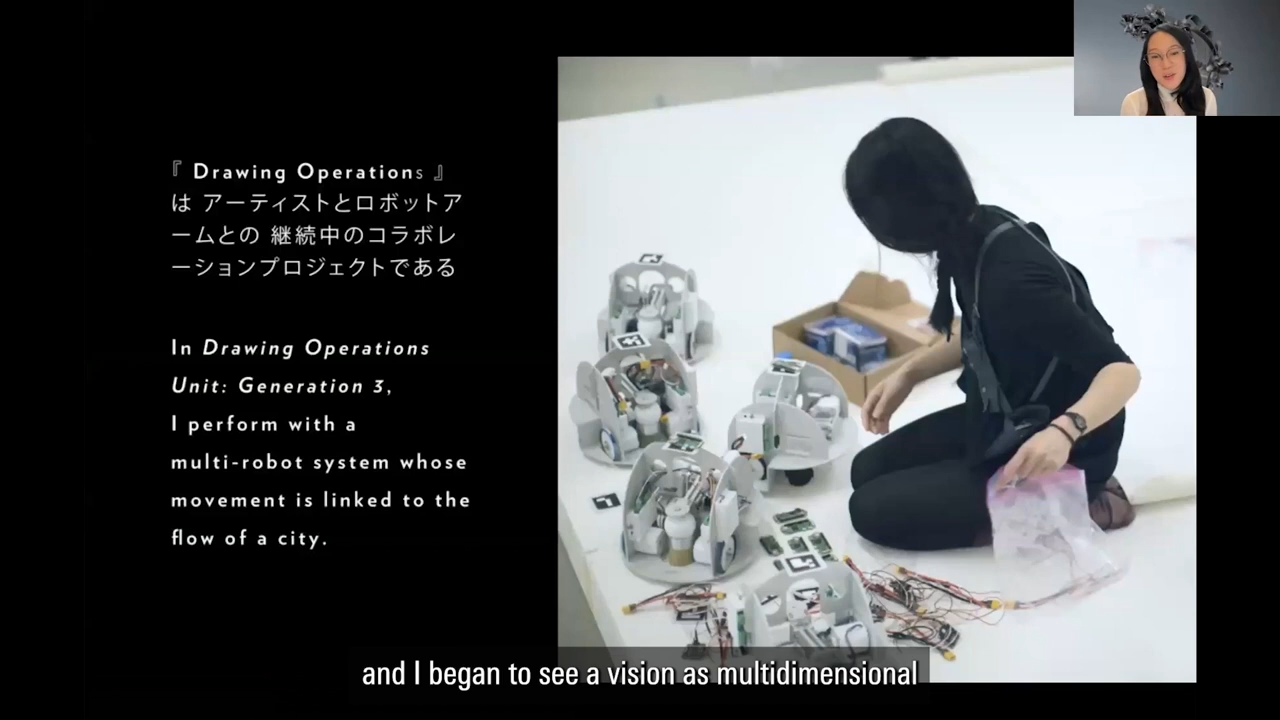 『 Drawing Operations 』
は アーティストとロボットア
ームとの 継続中のコラボレ
ーションプロジェクトである
In Drawing Operations
Unit: Generation 3,
I perform with a
multi-robot system whose
movement is linked to the
flow of a city.
and I began to see a vision as multidimensional